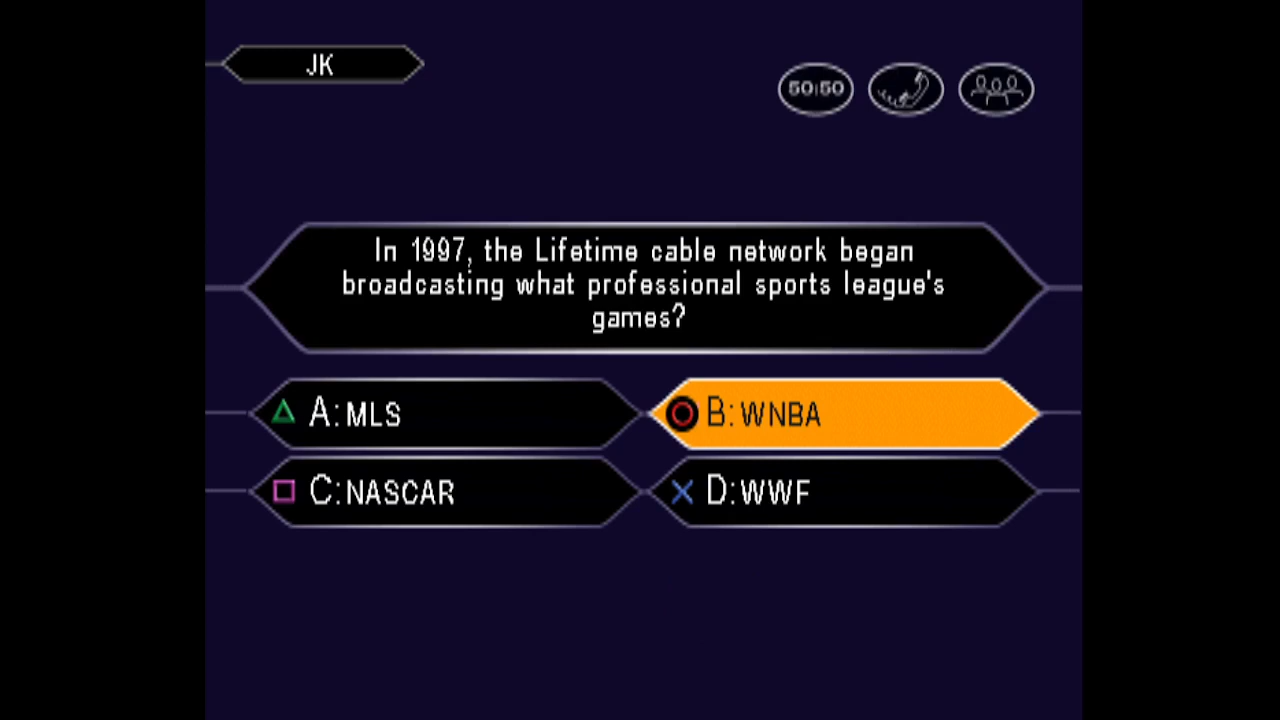 JK
50:50
In 1997, the Lifetime cable network began
broadcasting what professional sports league's
games?
A: MLS
B: WNBA
C: NASCAR
D: WWF